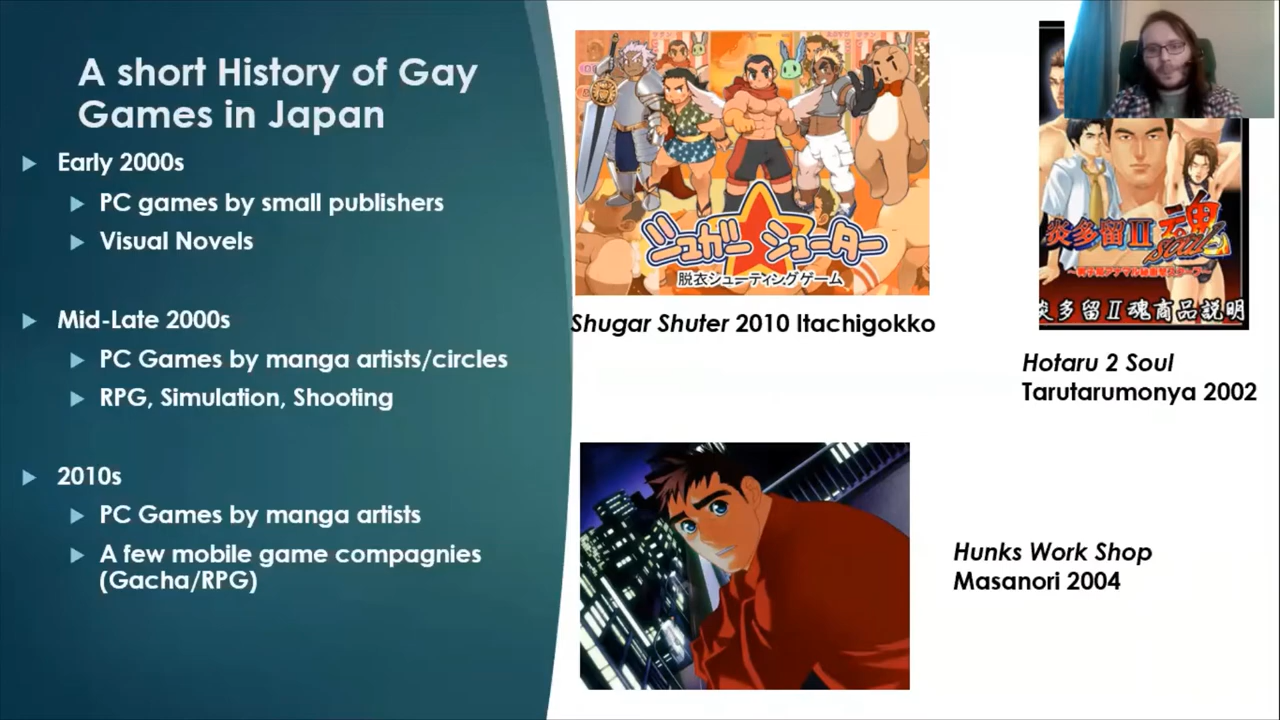 A short History of Gay
Games in Japan
Early 2000s
PC games by small publishers
Visual Novels
Mid-Late 2000s
PC Games by manga artists/circles
RPG, Simulation, Shooting
2010s
PC Games by manga artists
A few mobile game compagnies
(Gacha/RPG)
ジュガー シューター
脱衣シューティングゲーム
Shugar Shuter 2010 Itachigokko
炎多留II 魂
soul
炎多留II魂商品説明
Hotaru 2 Soul
Tarutarumonya 2002
Hunks Work Shop
Masanori 2004